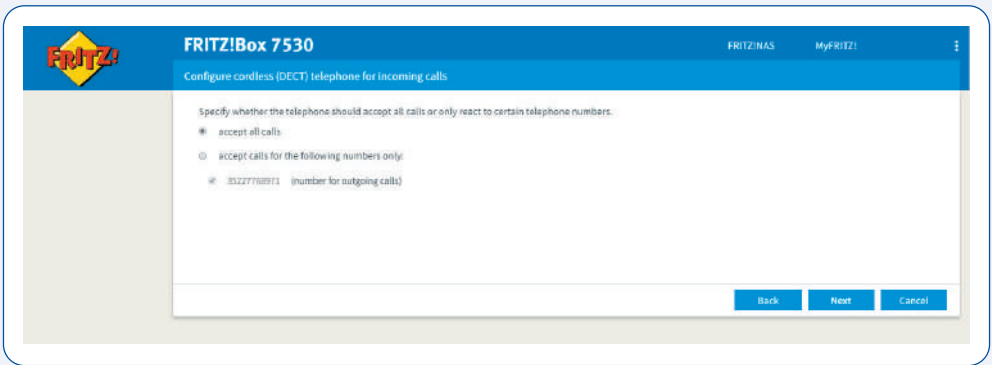 FRITZ!
FRITZ!Box 7530
FRITZ!NAS MyFRITZ!
Configure cordless (DECT) telephone for incoming calls
Specify whether the telephone should accept all calls or only react to certain telephone numbers.
accept all calls
accept calls for the following numbers only:
(number for outgoing calls)
Back Next Cancel